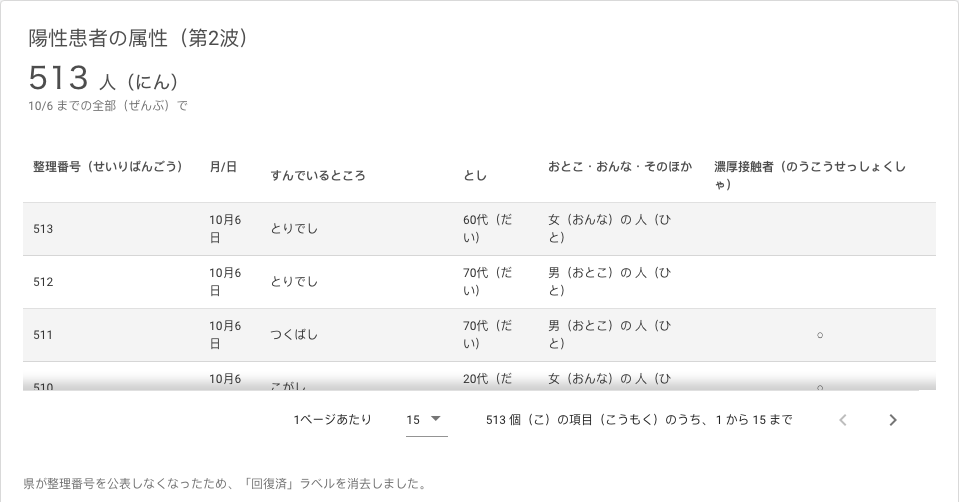 陽性患者の属性（第2波）
513 人（にん）
10/6 までの全部（ぜんぶ）で
整理番号（せいりばんごう） 月/日 すんでいるところ とし おとこ・おんな・そのほか 濃厚接触者（のうこうせっしょくし
ゃ）
513 10月6 とりでし 60代（だ 女（おんな）の 人（ひ
日 い） と）
512 10月6 とりでし 70代（だ 男（おとこ）の 人（ひ
日 い） と）
511 10月6 つくばし 70代（だ 男（おとこ）の 人（ひ ○
日 い） と）
510 10月6 こがし 20代（だ 女（おんな）の 人（ひ ○
1ページあたり 15 513 個（こ）の項目（こうもく）のうち、1 から 15 まで
県が整理番号を公表しなくなったため、「回復済」ラベルを消去しました。